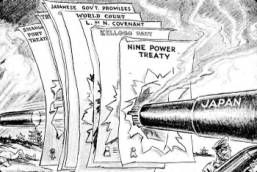 JAPANESE GOV'T. PROMISES
WORLD COURT
L. OF N. COVENANT
KELLOGG PACT
NINE POWER
TREATY
JAPAN